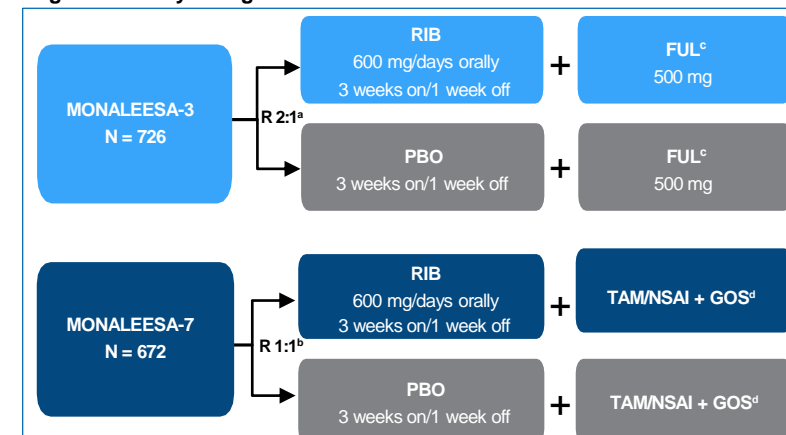 MONALEESA-3
N = 726
R 2:1ᵃ
RIB
600 mg/days orally
3 weeks on/1 week off
+
FULᶜ
500 mg
PBO
3 weeks on/1 week off
+
FULᶜ
500 mg
MONALEESA-7
N = 672
R 1:1ᵇ
RIB
600 mg/days orally
3 weeks on/1 week off
+
TAM/NSAI + GOSᵈ
PBO
3 weeks on/1 week off
+
TAM/NSAI + GOSᵈ